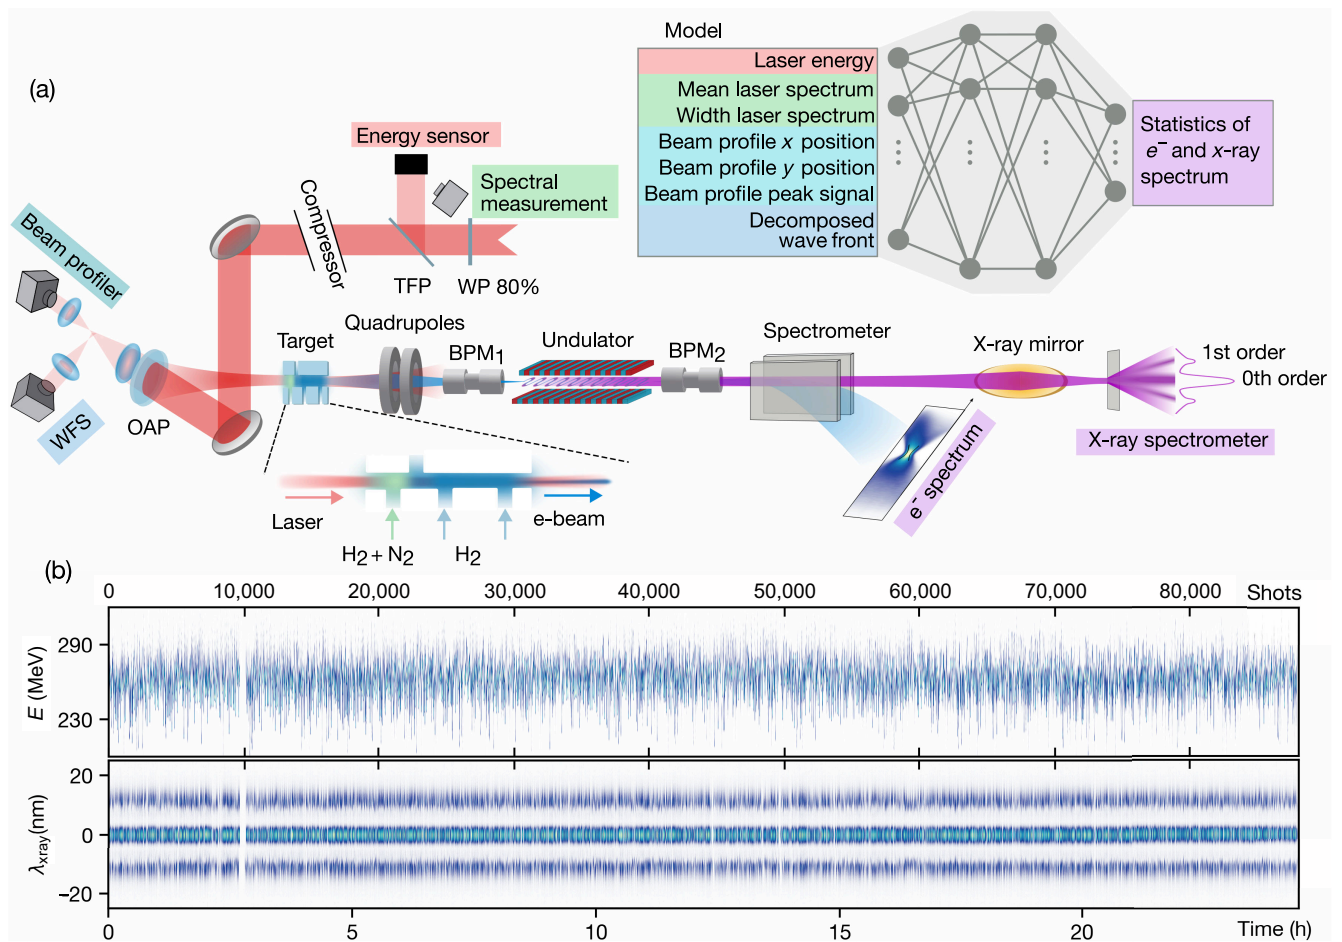 (a)
Model
Laser energy
Mean laser spectrum
Width laser spectrum
Beam profile x position
Beam profile y position
Beam profile peak signal
Decomposed
wave front
Statistics of
e⁻ and x-ray
spectrum
Energy sensor
Spectral
measurement
Compressor
TFP
WP 80%
Beam profiler
WFS
OAP
Target
Quadrupoles
BPM₁
Undulator
BPM₂
Spectrometer
X-ray mirror
1st order
0th order
X-ray spectrometer
e⁻ spectrum
Laser
e-beam
H₂ + N₂
H₂
(b)
0 10,000 20,000 30,000 40,000 50,000 60,000 70,000 80,000 Shots
290
E (MeV)
230
20
λxray(nm)
0
−20
0 5 10 15 20 Time (h)